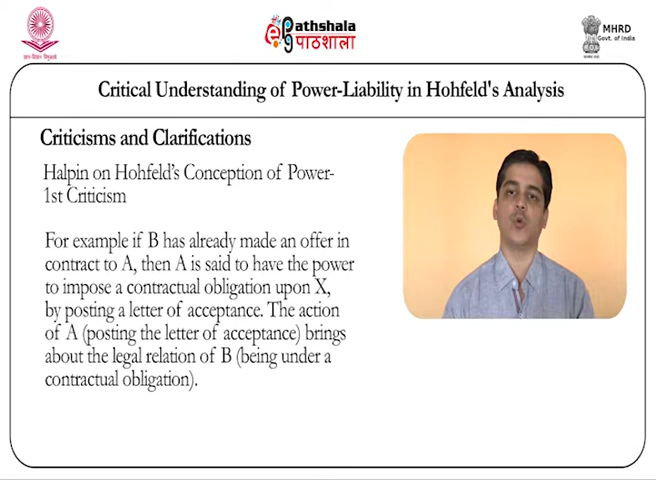 Pathshala
पाठशाला
MHRD
Govt. of India
Critical Understanding of Power-Liability in Hohfeld's Analysis
Criticisms and Clarifications
Halpin on Hohfeld's Conception of Power-
1st Criticism
For example if B has already made an offer in
contract to A, then A is said to have the power
to impose a contractual obligation upon X,
by posting a letter of acceptance. The action
of A (posting the letter of acceptance) brings
about the legal relation of B (being under a
contractual obligation).